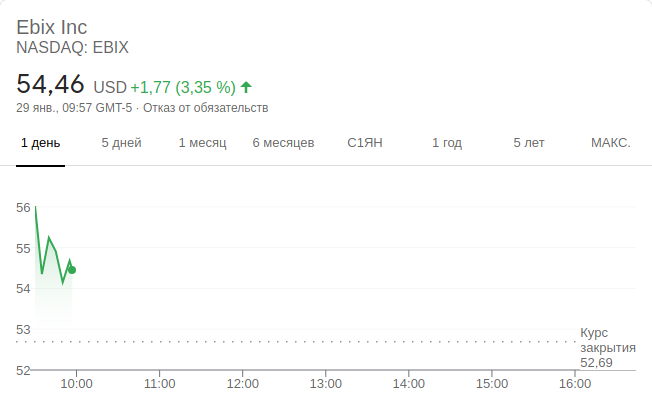 Ebix Inc
NASDAQ: EBIX
54,46 USD +1,77 (3,35 %)
29 янв., 09:57 GMT-5 · Отказ от обязательств
1 день 5 дней 1 месяц 6 месяцев С1ЯН 1 год 5 лет МАКС.
56
55
54
53
Курс
закрытия
52,69
52
10:00 11:00 12:00 13:00 14:00 15:00 16:00